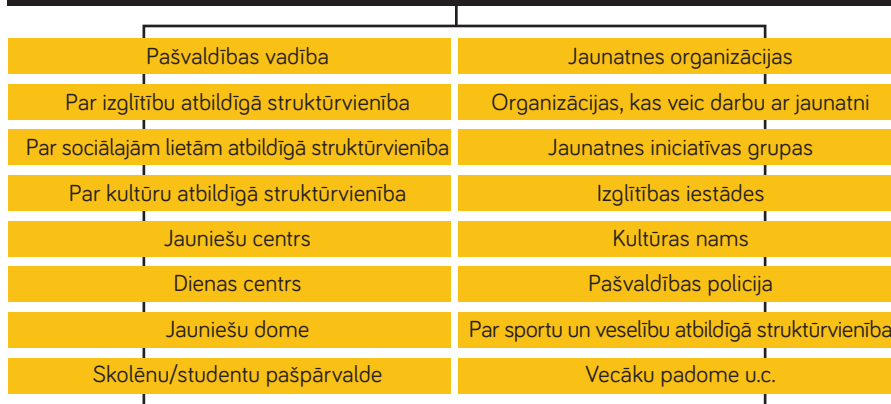 Pašvaldības vadība
Par izglītību atbildīgā struktūrvienība
Par sociālajām lietām atbildīgā struktūrvienība
Par kultūru atbildīgā struktūrvienība
Jauniešu centrs
Dienas centrs
Jauniešu dome
Skolēnu/studentu pašpārvalde
Jaunatnes organizācijas
Organizācijas, kas veic darbu ar jaunatni
Jaunatnes iniciatīvas grupas
Izglītības iestādes
Kultūras nams
Pašvaldības policija
Par sportu un veselību atbildīgā struktūrvienība
Vecāku padome u.c.